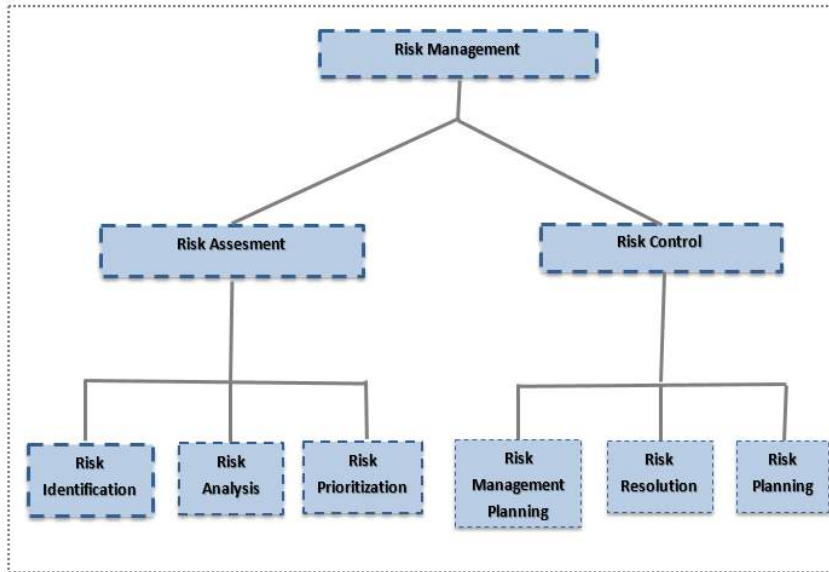 Risk Management
Risk Assesment
Risk Control
Risk
Identification
Risk
Analysis
Risk
Prioritization
Risk
Management
Planning
Risk
Resolution
Risk
Planning